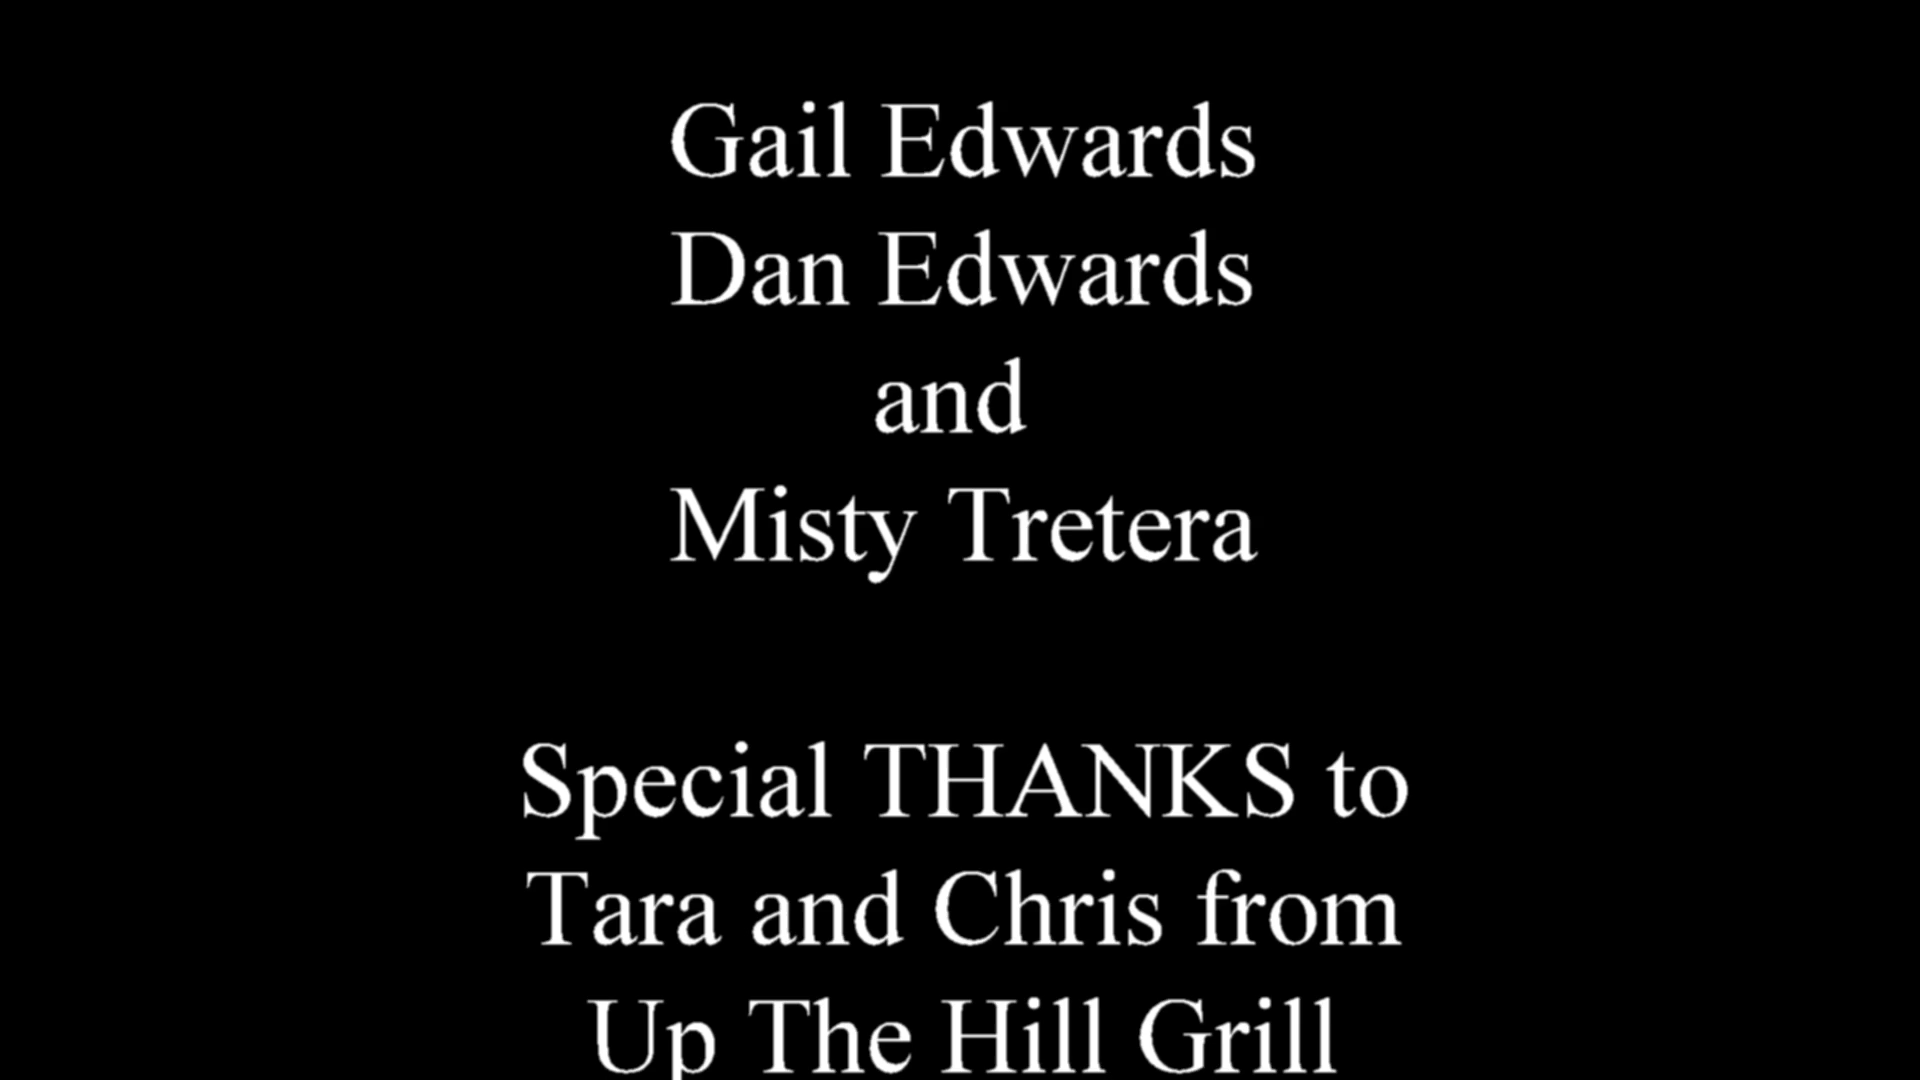 Gail Edwards
Dan Edwards
and
Misty Tretera
Special THANKS to
Tara and Chris from
Up The Hill Grill